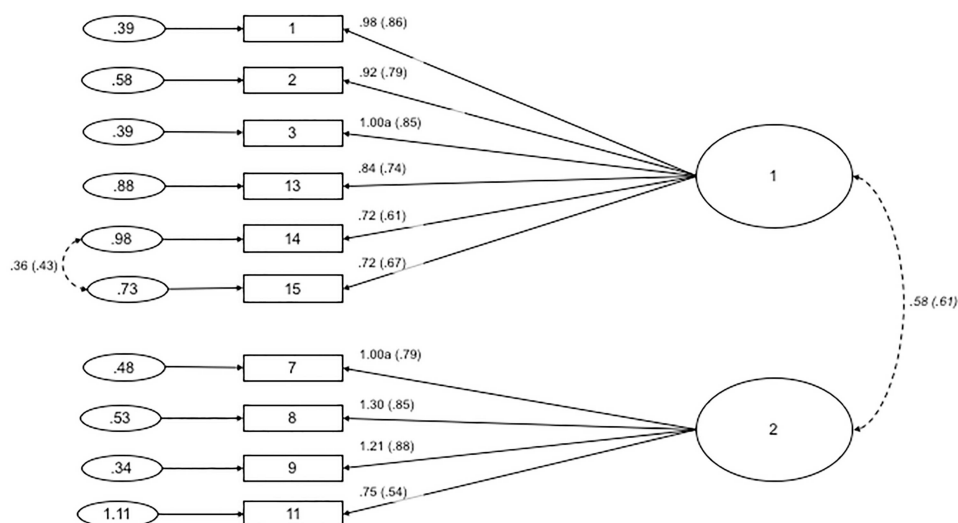 .39 1 .98 (.86)
.58 2 .92 (.79)
.39 3 1.00a (.85)
.88 13 .84 (.74)
1
.98 14 .72 (.61)
.36 (.43)
.73 15 .72 (.67)
.58 (.61)
.48 7 1.00a (.79)
.53 8 1.30 (.85)
2
.34 9 1.21 (.88)
1.11 11 .75 (.54)